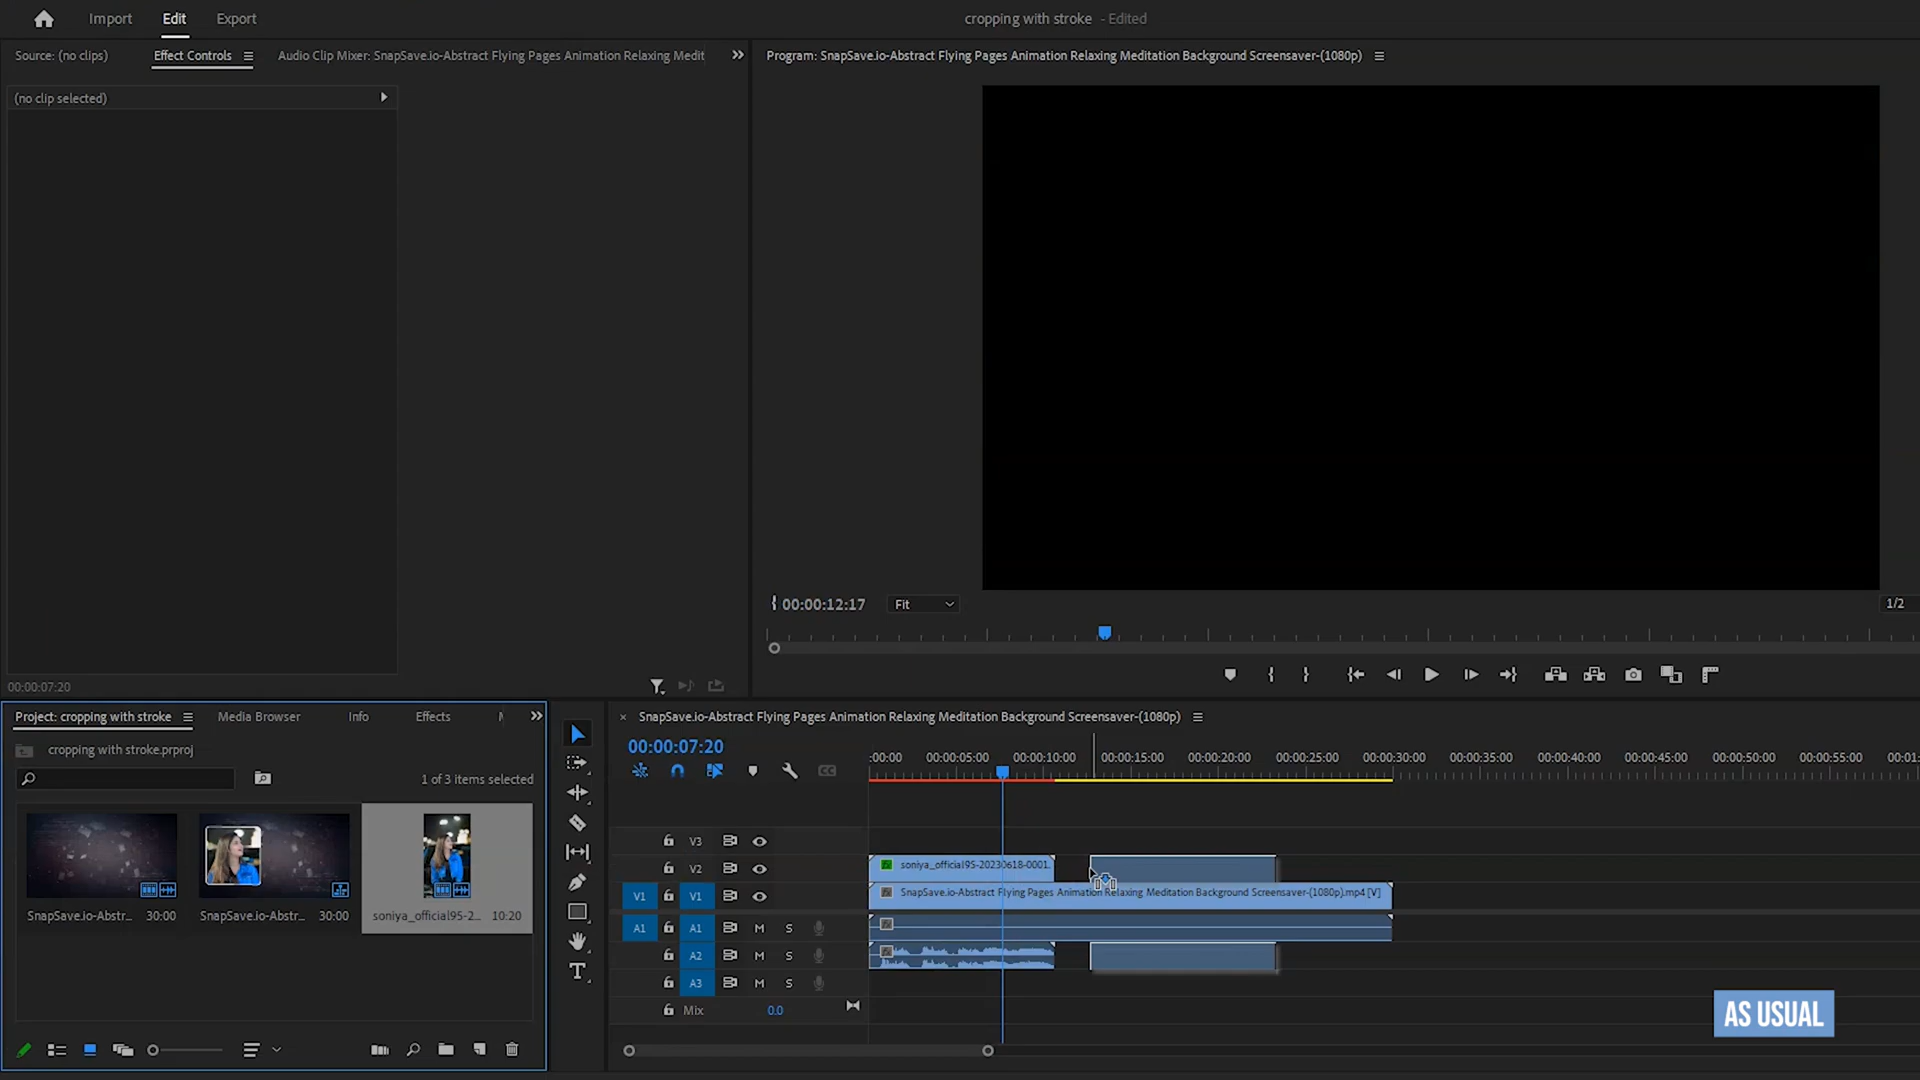 Import Edit Export cropping with stroke - Edited
Source: (no clips) Effect Controls Audio Clip Mixer: SnapSave.io-Abstract Flying Pages Animation Relaxing Medit
Program: SnapSave.io-Abstract Flying Pages Animation Relaxing Meditation Background Screensaver-(1080p)
(no clip selected)
00:00:12:17 Fit 1/2
00:00:07:20
Project: cropping with stroke Media Browser Info Effects
SnapSave.io-Abstract Flying Pages Animation Relaxing Meditation Background Screensaver-(1080p)
cropping with stroke.prproj
00:00:07:20
:00:00 00:00:05:00 00:00:10:00 00:00:15:00 00:00:20:00 00:00:25:00 00:00:30:00 00:00:35:00 00:00:40:00 00:00:45:00 00:00:50:00 00:00:55:00 00:01:
1 of 3 items selected
V3
V2 soniya_official95-20230618-0001.
V1 V1 SnapSave.io-Abstract Flying Pages Animation Relaxing Meditation Background Screensaver-(1080p).mp4 [V]
SnapSave.io-Abstr... 30:00 SnapSave.io-Abstr... 30:00 soniya_official95-2... 10:20
A1 A1 M S
A2 M S
A3 M S
Mix 0.0
AS USUAL